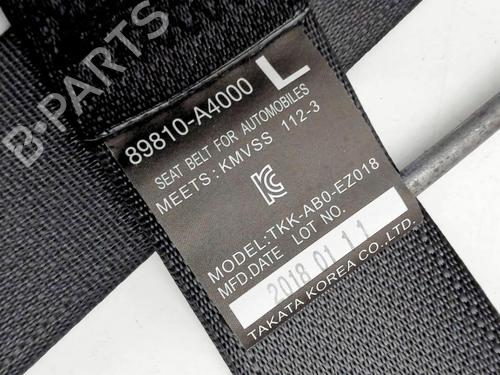 89810-A4000 L
SEAT BELT FOR AUTOMOBILES
MEETS: KMVSS 112-3
KC
MODEL:TKK-AB0-EZ018
MFD.DATE LOT NO.
2018.01.11
TAKATA KOREA CO.,LTD.
B-PARTS